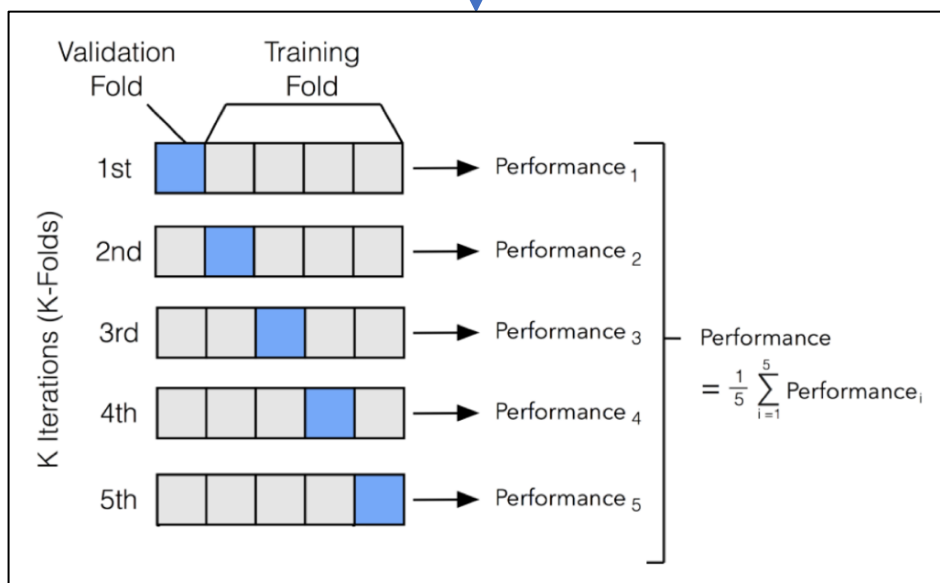 Validation Fold
Training Fold
K Iterations (K-Folds)
1st
Performance 1
2nd
Performance 2
3rd
Performance 3
4th
Performance 4
5th
Performance 5
Performance
= 1/5 5∑i=1 Performance i